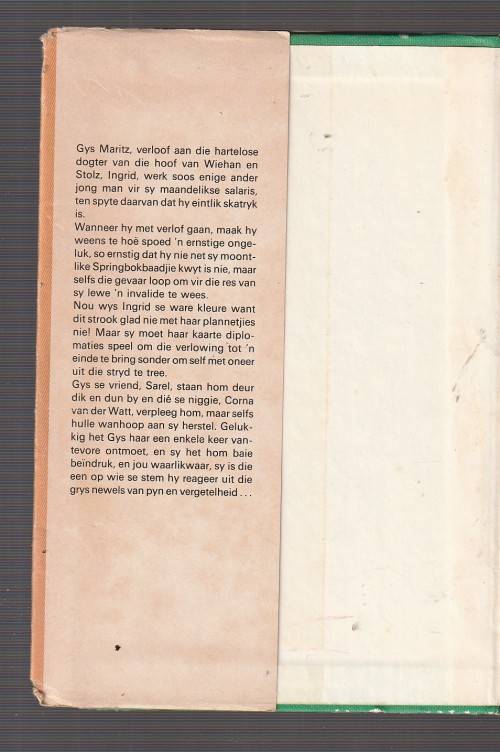 Gys Maritz, verloof aan die hartelose
dogter van die hoof van Wiehan en
Stolz, Ingrid, werk soos enige ander
jong man vir sy maandelikse salaris,
ten spyte daarvan dat hy eintlik skatryk
is.
Wanneer hy met verlof gaan, maak hy
weens te hoë spoed 'n ernstige onge-
luk, so ernstig dat hy nie net sy moont-
like Springbokbaadjie kwyt is nie, maar
selfs die gevaar loop om vir die res van
sy lewe 'n invalide te wees.
Nou wys Ingrid se ware kleure want
dit strook glad nie met haar plannetjies
nie! Maar sy moet haar kaarte diplo-
maties speel om die verlowing tot 'n
einde te bring sonder om self met oneer
uit die stryd te tree.
Gys se vriend, Sarel, staan hom deur
dik en dun by en dié se niggie, Corna
van der Watt, verpleeg hom, maar selfs
hulle wanhoop aan sy herstel. Geluk-
kig het Gys haar een enkele keer van-
tevore ontmoet, en sy het hom baie
beïndruk, en jou waarlikwaar, sy is die
een op wie se stem hy reageer uit die
grys newels van pyn en vergetelheid ...